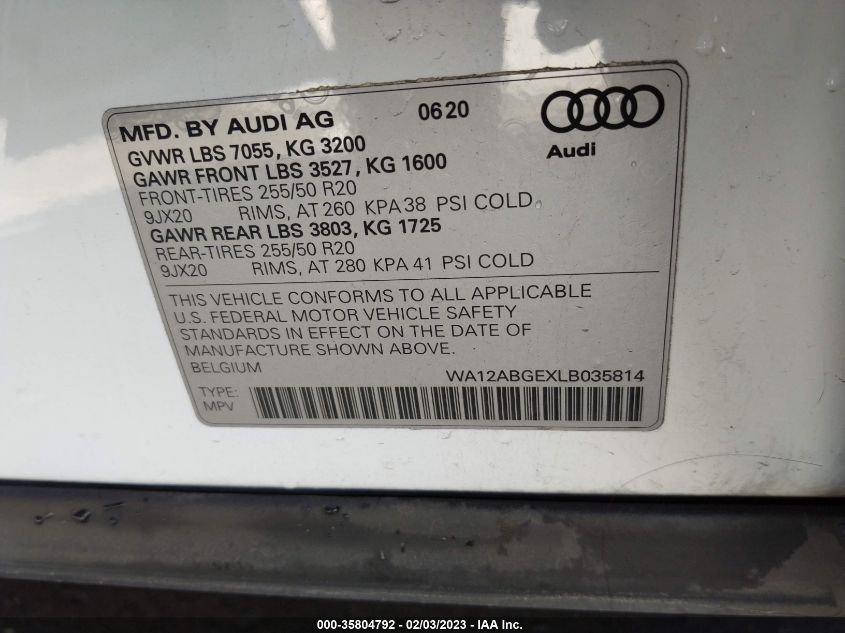 MFD. BY AUDI AG 0620
Audi
GVWR LBS 7055, KG 3200
GAWR FRONT LBS 3527, KG 1600
FRONT-TIRES 255/50 R20
9JX20 RIMS, AT 260 KPA 38 PSI COLD
GAWR REAR LBS 3803, KG 1725
REAR-TIRES 255/50 R20
9JX20 RIMS, AT 280 KPA 41 PSI COLD
THIS VEHICLE CONFORMS TO ALL APPLICABLE
U.S. FEDERAL MOTOR VEHICLE SAFETY
STANDARDS IN EFFECT ON THE DATE OF
MANUFACTURE SHOWN ABOVE.
BELGIUM
WA12ABGEXLB035814
TYPE:
MPV
000-35804792 - 02/03/2023 - © IAA Inc.